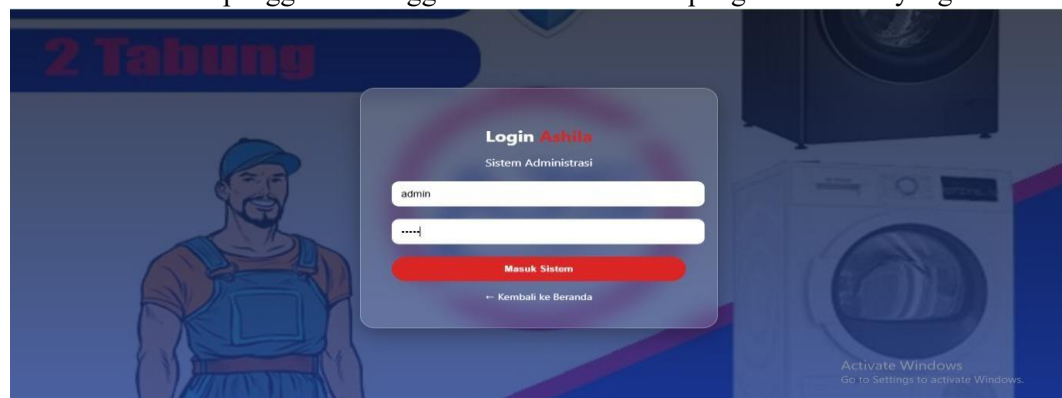 2 Tabung
Login Ashila
Sistem Administrasi
admin
•••••
Masuk Sistem
← Kembali ke Beranda
Activate Windows
Go to Settings to activate Windows.